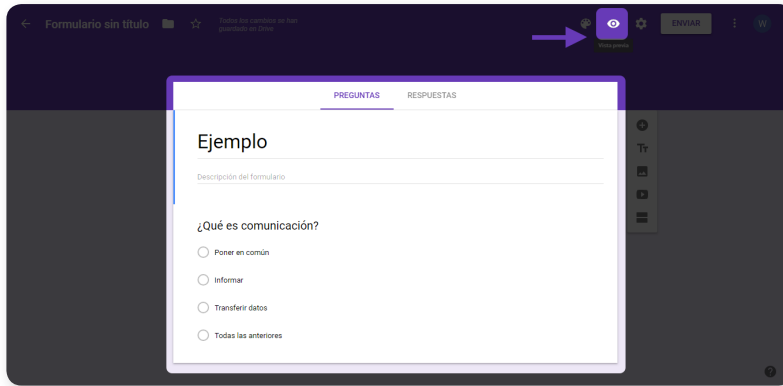 Formulario sin título
Todos los cambios se han
guardado en Drive
ENVIAR
W
Vista previa
PREGUNTAS RESPUESTAS
Ejemplo
Descripción del formulario
¿Qué es comunicación?
Poner en común
Informar
Transferir datos
Todas las anteriores
Tт